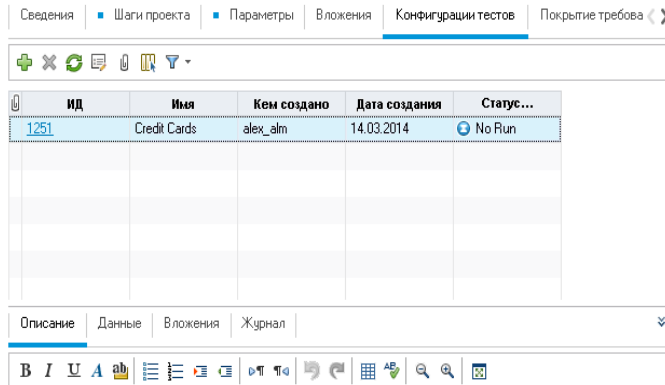 Сведения Шаги проекта Параметры Вложения Конфигурации тестов Покрытие требова
ИД Имя Кем создано Дата создания Статус...
1251 Credit Cards alex_alm 14.03.2014 No Run
Описание Данные Вложения Журнал
B I U A ab